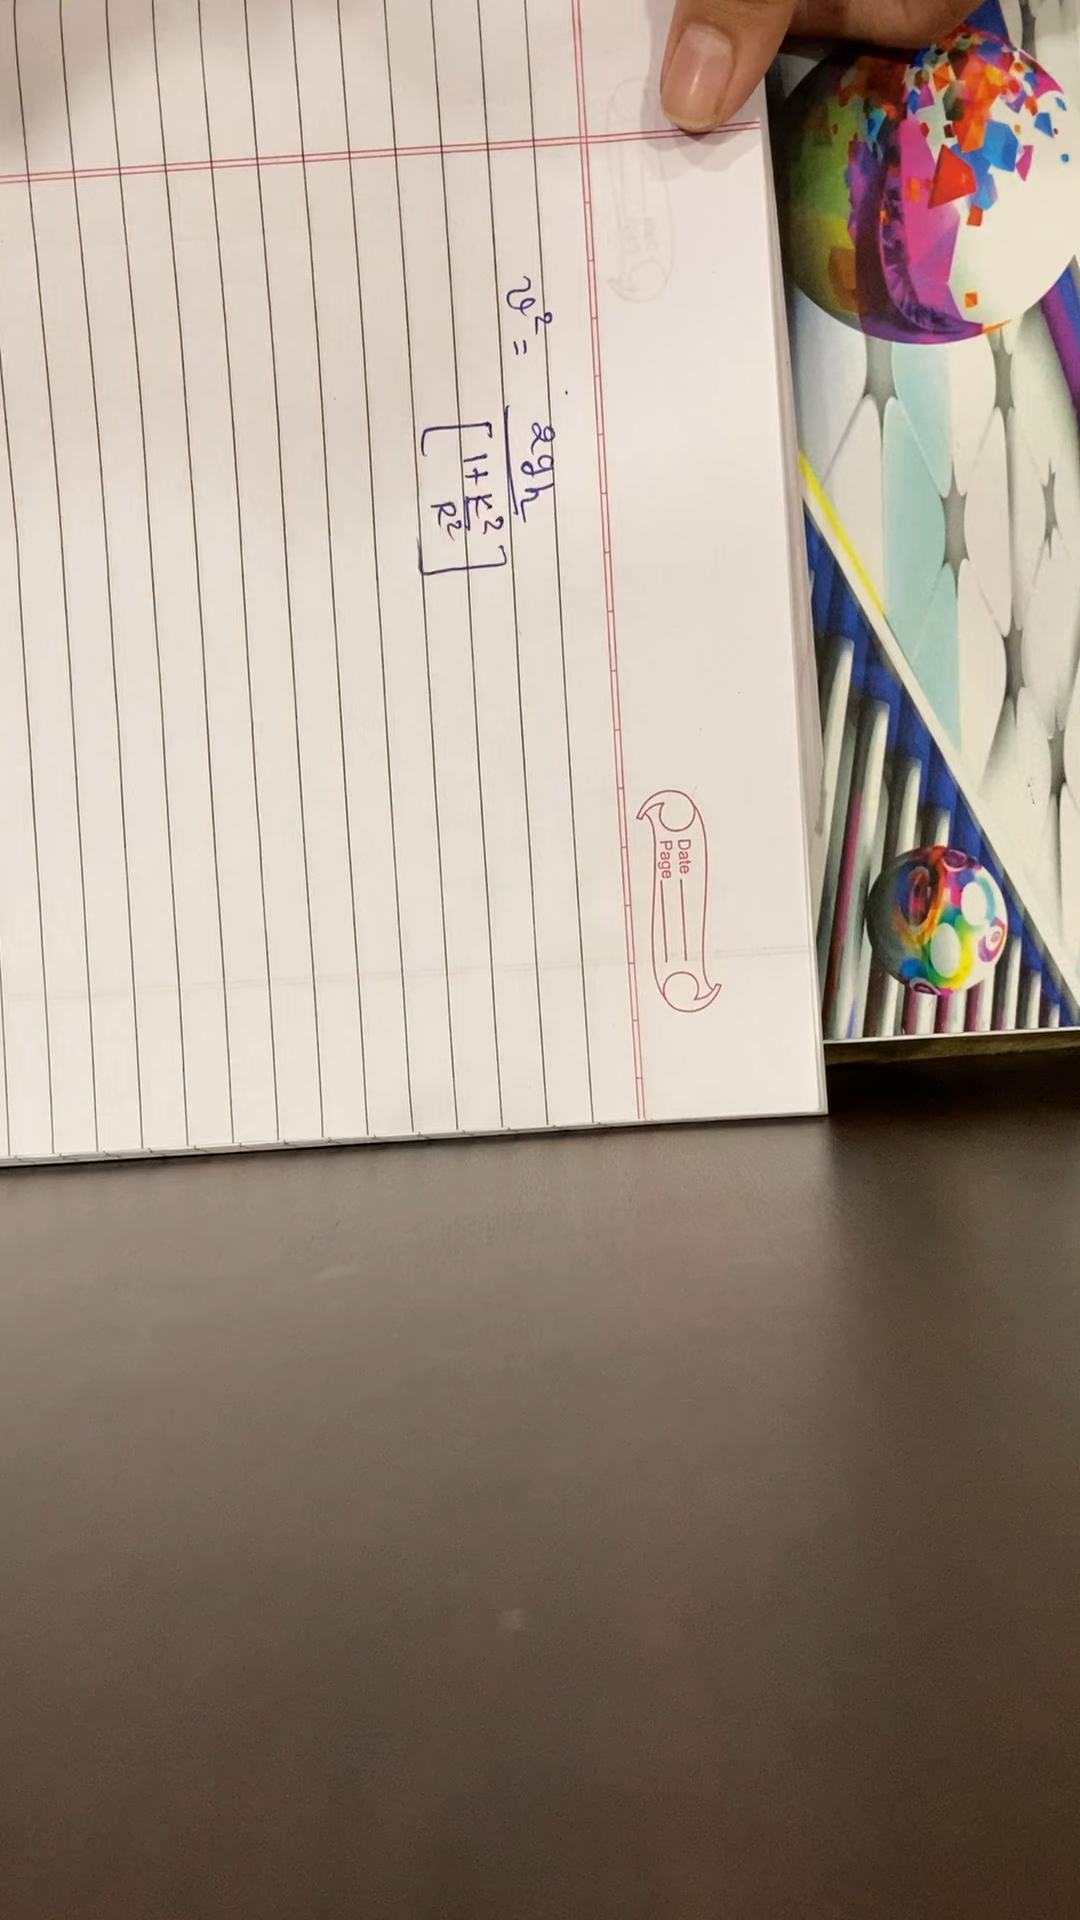 Date
Page
v² = 2gh
[1 + k²
R²]